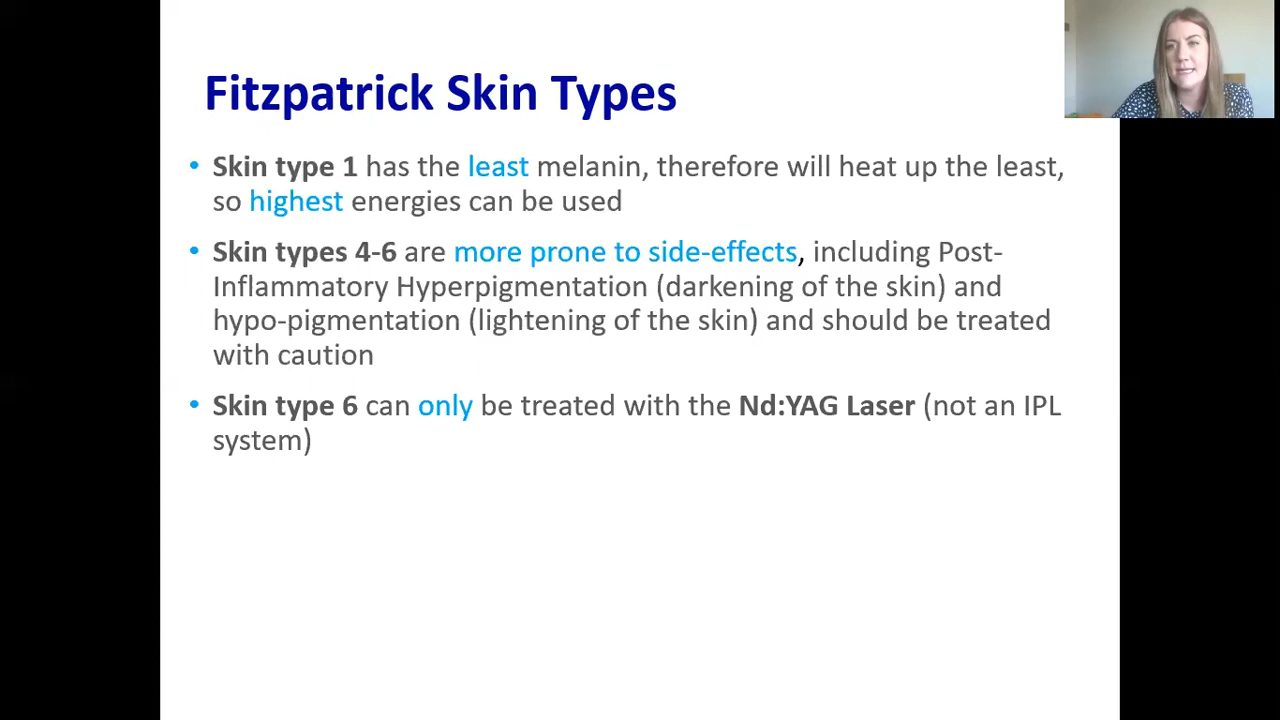 Fitzpatrick Skin Types
• Skin type 1 has the least melanin, therefore will heat up the least,
so highest energies can be used
• Skin types 4-6 are more prone to side-effects, including Post-
Inflammatory Hyperpigmentation (darkening of the skin) and
hypo-pigmentation (lightening of the skin) and should be treated
with caution
• Skin type 6 can only be treated with the Nd:YAG Laser (not an IPL
system)